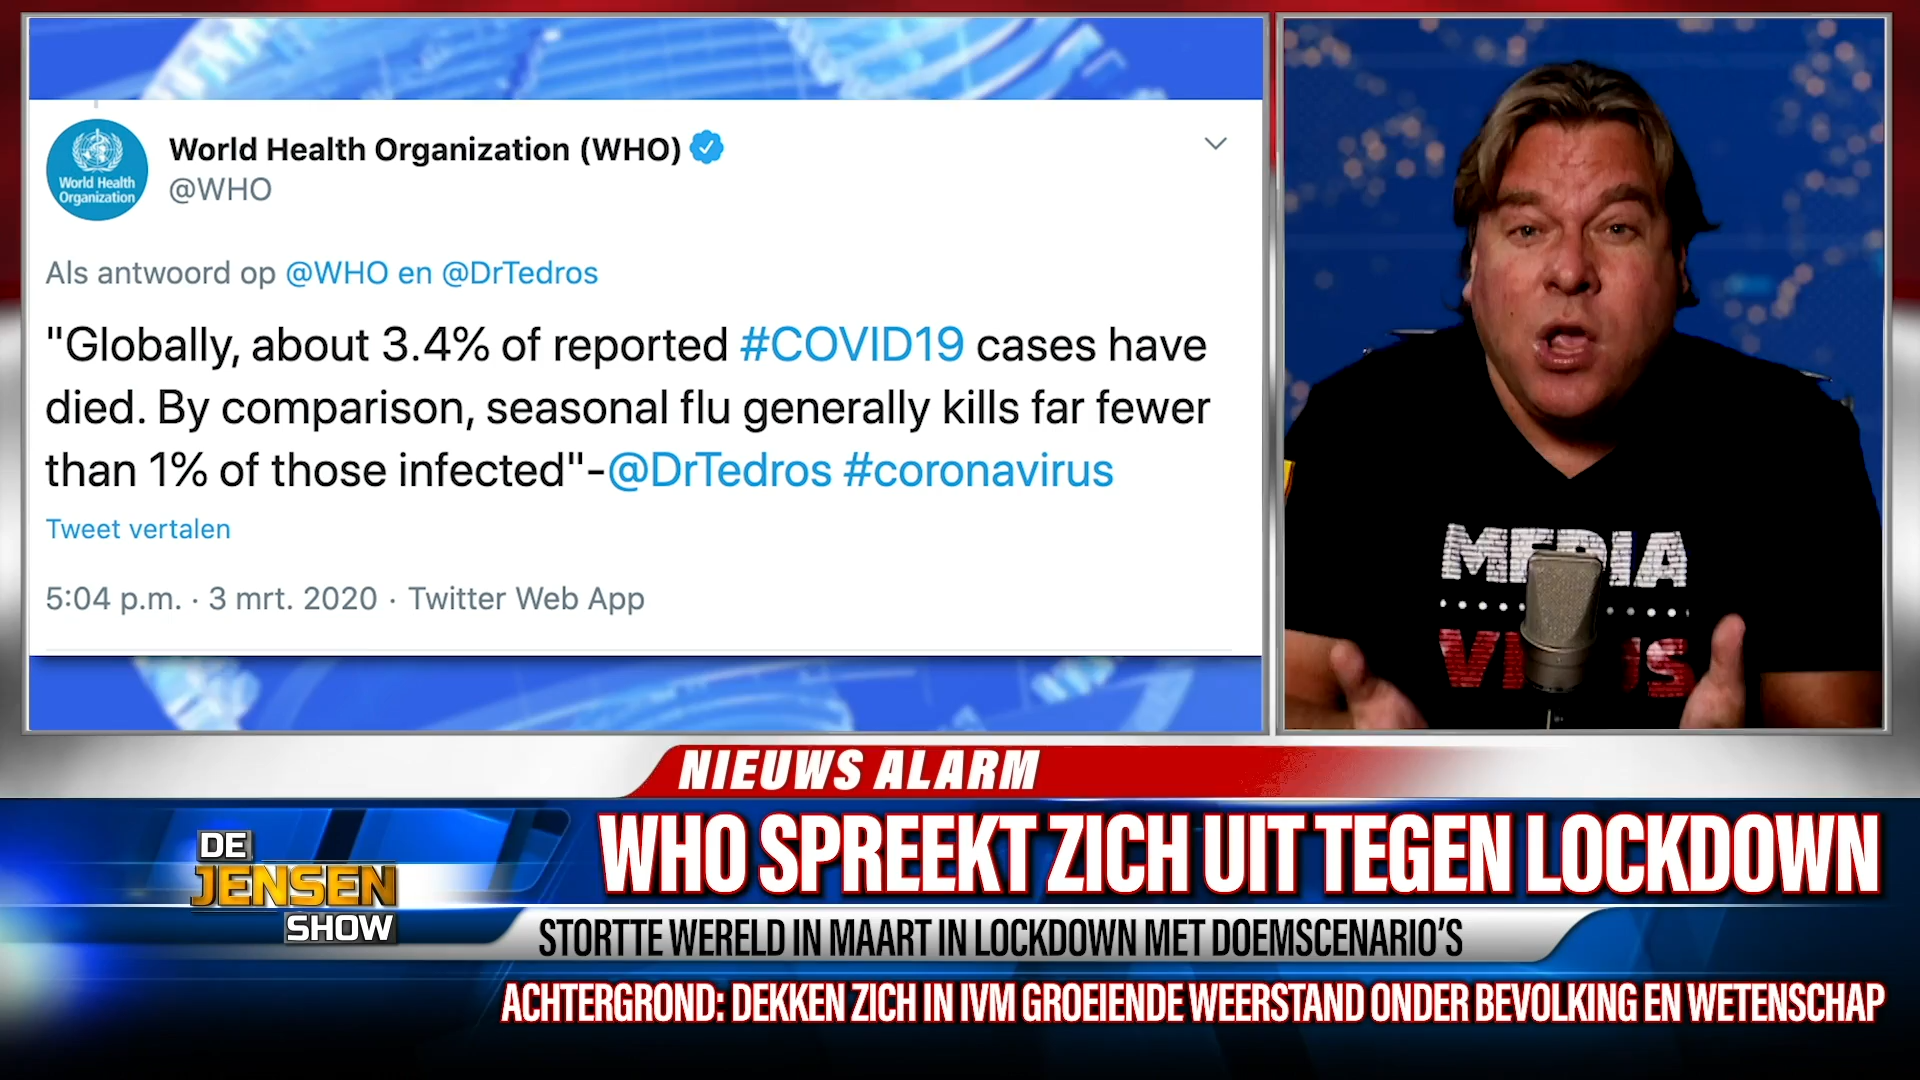 World Health Organization (WHO)
@WHO
World Health
Organization
Als antwoord op @WHO en @DrTedros
"Globally, about 3.4% of reported #COVID19 cases have
died. By comparison, seasonal flu generally kills far fewer
than 1% of those infected"-@DrTedros #coronavirus
Tweet vertalen
5:04 p.m. · 3 mrt. 2020 · Twitter Web App
MEDIA
NIEUWS ALARM
DE
JENSEN
SHOW
WHO SPREEKT ZICH UIT TEGEN LOCKDOWN
STORTTE WERELD IN MAART IN LOCKDOWN MET DOEMSCENARIO'S
ACHTERGROND: DEKKEN ZICH IN IVM GROEIENDE WEERSTAND ONDER BEVOLKING EN WETENSCHAP